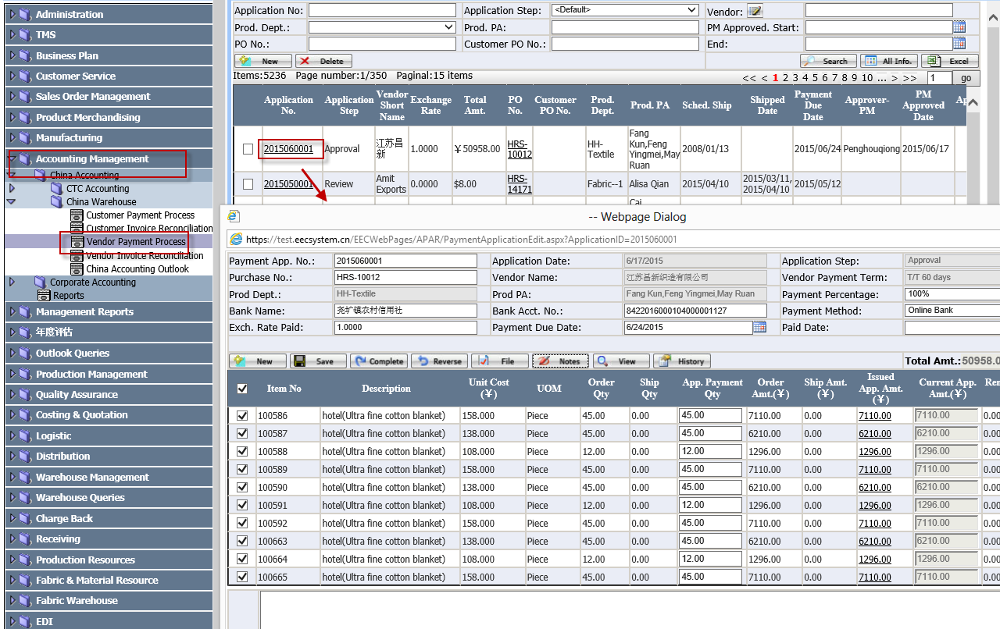 Administration
TMS
Business Plan
Customer Service
Sales Order Management
Product Merchandising
Manufacturing
Accounting Management
China Accounting
CTC Accounting
China Warehouse
Customer Payment Process
Customer Invoice Reconciliation
Vendor Payment Process
Vendor Invoice Reconciliation
China Accounting Outlook
Corporate Accounting
Reports
Management Reports
年度评估
Outlook Queries
Production Management
Quality Assurance
Costing & Quotation
Logistic
Distribution
Warehouse Management
Warehouse Queries
Charge Back
Receiving
Production Resources
Fabric & Material Resource
Fabric Warehouse
EDI
Application No: Application Step: <Default> Vendor:
Prod. Dept.: Prod. PA: PM Approved. Start:
PO No.: Customer PO No.: End:
New Delete Search All Info. Excel
Items:5236 Page number:1/350 Paginal:15 items << < 1 2 3 4 5 6 7 8 9 10 ... > >> 1 go
Application No. Application Step Vendor Short Name Exchange Rate Total Amt. PO No. Customer PO No. Prod. Dept. Prod. PA Sched. Ship Shipped Date Payment Due Date Approver-PM PM Approved Date
2015060001 Approval 江苏昌新 1.0000 ￥50958.00 HRS-10012 HH-Textile Fang Kun,Feng Yingmei,May Ruan 2008/01/13 2015/06/24 Penghouqiong 2015/06/17
2015050001 Review Amit Exports 0.0000 $8.00 HRS-14171 Fabric--1 Alisa Qian 2015/04/10 2015/03/11, 2015/04/10 2015/05/12
Cai
-- Webpage Dialog
https://test.eecsystem.cn/EECWebPages/APAR/PaymentApplicationEdit.aspx?ApplicationID=2015060001
Payment App. No.: 2015060001 Application Date: 6/17/2015 Application Step: Approval
Purchase No.: HRS-10012 Vendor Name: 江苏昌新织造有限公司 Vendor Payment Term: T/T 60 days
Prod Dept.: HH-Textile Prod PA: Fang Kun,Feng Yingmei,May Ruan Payment Percentage: 100%
Bank Name: 尧圹镇农村信用社 Bank Acct. No.: 8422016000104000001127 Payment Method: Online Bank
Exch. Rate Paid: 1.0000 Payment Due Date: 6/24/2015 Paid Date:
New Save Complete Reverse File Notes View History Total Amt.:50958.0
Item No Description Unit Cost (￥) UOM Order Qty Ship Qty App. Payment Qty Order Amt.(￥) Ship Amt. (￥) Issued App. Amt. (￥) Current App. Amt.(￥)
100586 hotel(Ultra fine cotton blanket) 158.000 Piece 45.00 0.00 45.00 7110.00 0.00 7110.00 7110.00 0.00
100587 hotel(Ultra fine cotton blanket) 138.000 Piece 45.00 0.00 45.00 6210.00 0.00 6210.00 6210.00 0.00
100588 hotel(Ultra fine cotton blanket) 108.000 Piece 12.00 0.00 12.00 1296.00 0.00 1296.00 1296.00 0.00
100589 hotel(Ultra fine cotton blanket) 158.000 Piece 45.00 0.00 45.00 7110.00 0.00 7110.00 7110.00 0.00
100590 hotel(Ultra fine cotton blanket) 138.000 Piece 45.00 0.00 45.00 6210.00 0.00 6210.00 6210.00 0.00
100591 hotel(Ultra fine cotton blanket) 108.000 Piece 12.00 0.00 12.00 1296.00 0.00 1296.00 1296.00 0.00
100592 hotel(Ultra fine cotton blanket) 158.000 Piece 45.00 0.00 45.00 7110.00 0.00 7110.00 7110.00 0.00
100663 hotel(Ultra fine cotton blanket) 138.000 Piece 45.00 0.00 45.00 6210.00 0.00 6210.00 6210.00 0.00
100664 hotel(Ultra fine cotton blanket) 108.000 Piece 12.00 0.00 12.00 1296.00 0.00 1296.00 1296.00 0.00
100665 hotel(Ultra fine cotton blanket) 158.000 Piece 45.00 0.00 45.00 7110.00 0.00 7110.00 7110.00 0.00